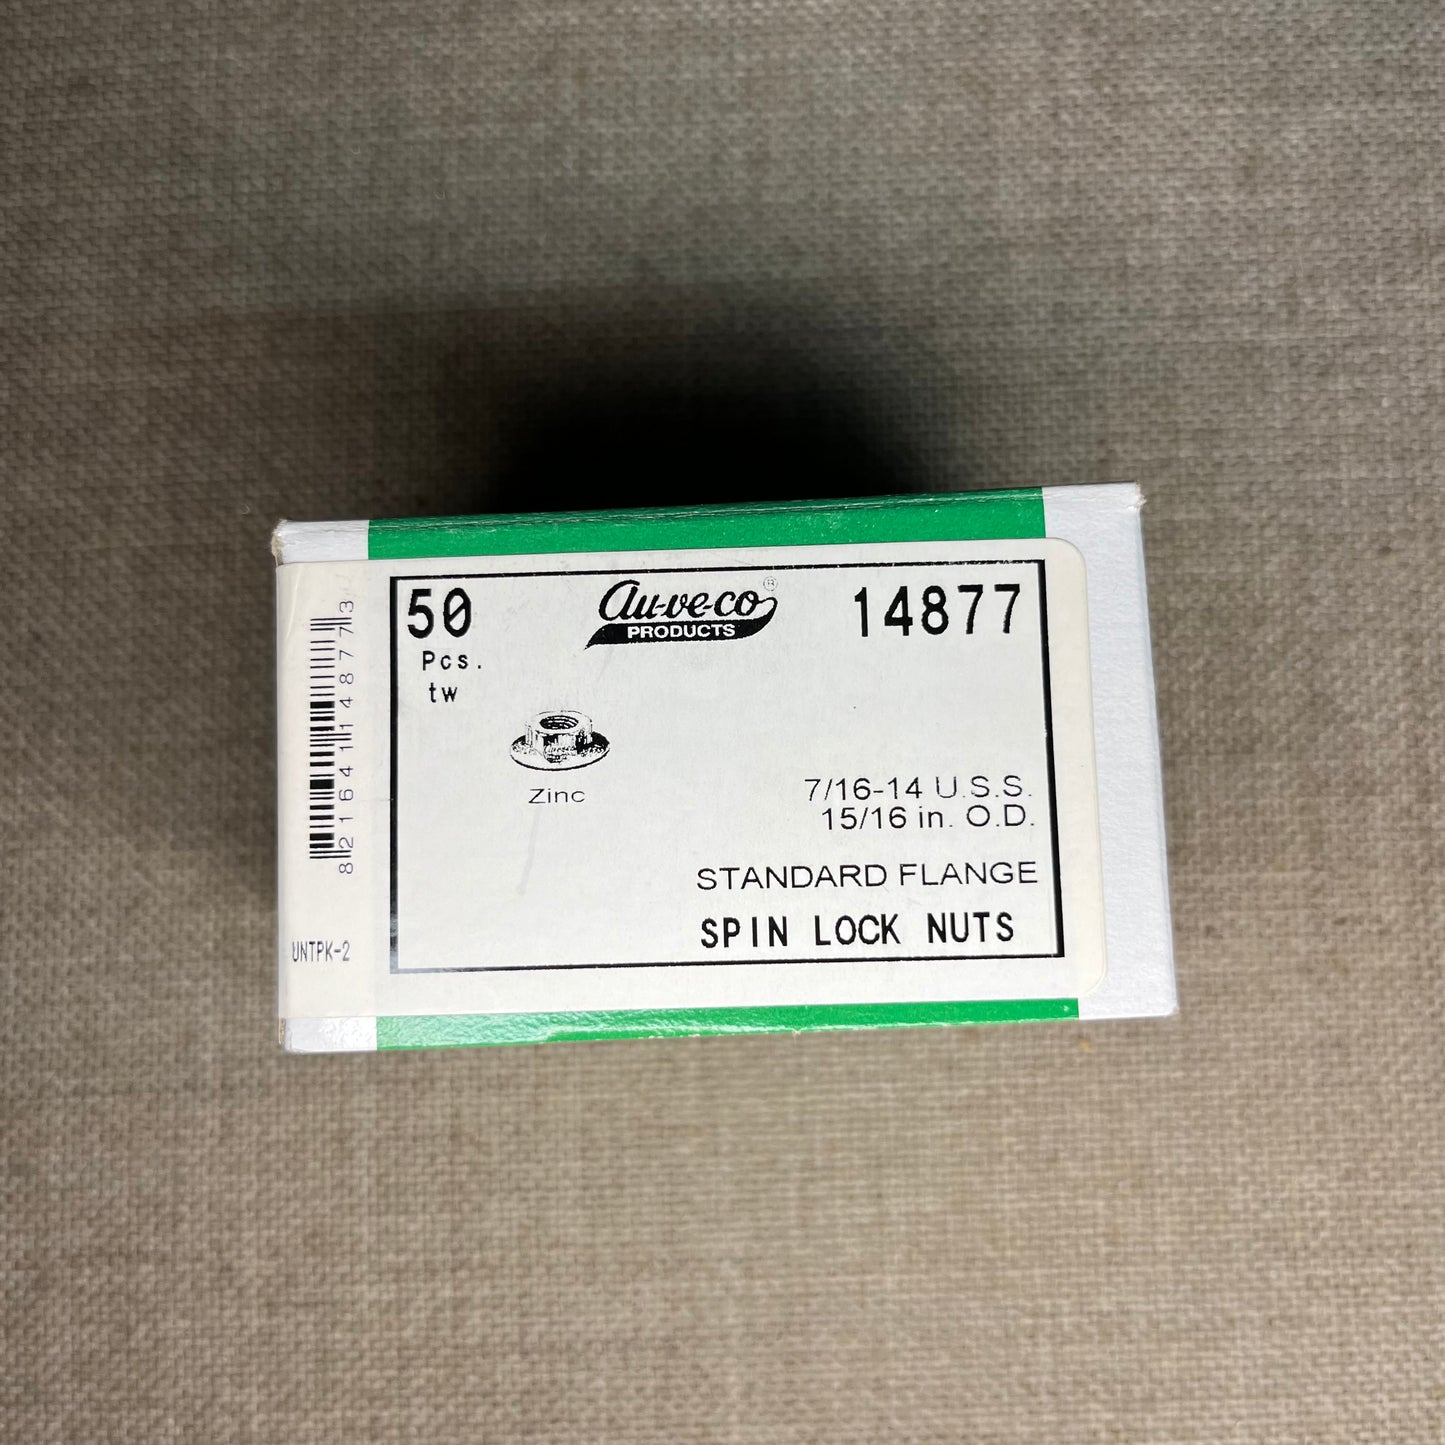 50
Pcs.
tw
au-ve-co®
PRODUCTS
14877
Zinc
7/16-14 U.S.S.
15/16 in. O.D.
STANDARD FLANGE
SPIN LOCK NUTS
8 21641 14877 3
UNTPK-2